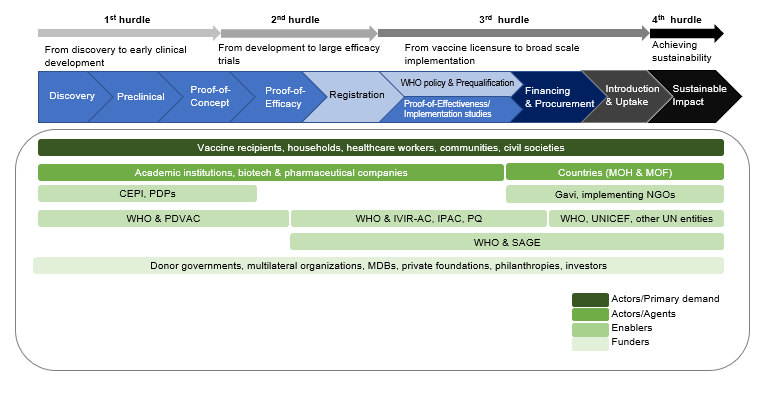 1st hurdle
2nd hurdle
3rd hurdle
4th hurdle
From discovery to early clinical
development
From development to large efficacy
trials
From vaccine licensure to broad scale
implementation
Achieving
sustainability
Discovery
Preclinical
Proof-of-
Concept
Proof-of-
Efficacy
Registration
WHO policy & Prequalification
Proof-of-Effectiveness/
Implementation studies
Financing
& Procurement
Introduction
& Uptake
Sustainable
Impact
Vaccine recipients, households, healthcare workers, communities, civil societies
Academic institutions, biotech & pharmaceutical companies
Countries (MOH & MOF)
CEPI, PDPs
Gavi, implementing NGOs
WHO & PDVAC
WHO & IVIR-AC, IPAC, PQ
WHO, UNICEF, other UN entities
WHO & SAGE
Donor governments, multilateral organizations, MDBs, private foundations, philanthropies, investors
Actors/Primary demand
Actors/Agents
Enablers
Funders